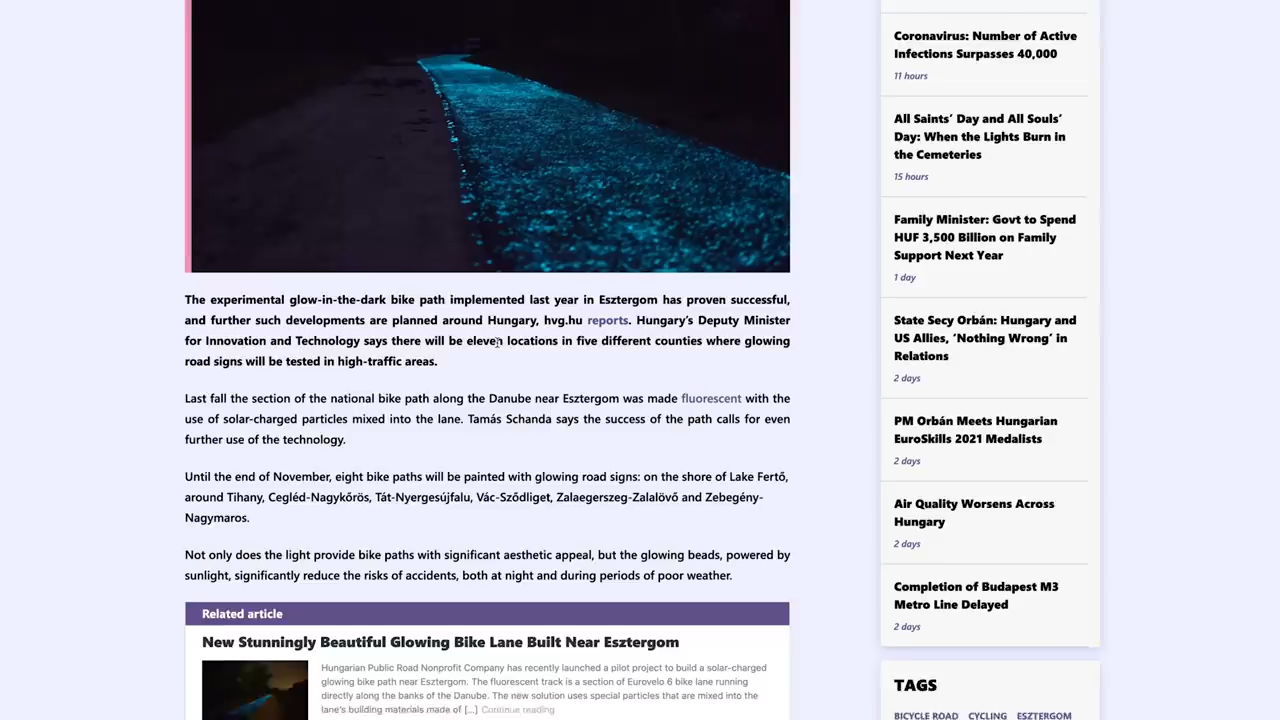 The experimental glow-in-the-dark bike path implemented last year in Esztergom has proven successful,
and further such developments are planned around Hungary, hvg.hu reports. Hungary's Deputy Minister
for Innovation and Technology says there will be eleven locations in five different counties where glowing
road signs will be tested in high-traffic areas.
Last fall the section of the national bike path along the Danube near Esztergom was made fluorescent with the
use of solar-charged particles mixed into the lane. Tamás Schanda says the success of the path calls for even
further use of the technology.
Until the end of November, eight bike paths will be painted with glowing road signs: on the shore of Lake Fertő,
around Tihany, Cegléd-Nagykőrös, Tát-Nyergesújfalu, Vác-Sződliget, Zalaegerszeg-Zalalövő and Zebegény-
Nagymaros.
Not only does the light provide bike paths with significant aesthetic appeal, but the glowing beads, powered by
sunlight, significantly reduce the risks of accidents, both at night and during periods of poor weather.
Related article
New Stunningly Beautiful Glowing Bike Lane Built Near Esztergom
Hungarian Public Road Nonprofit Company has recently launched a pilot project to build a solar-charged
glowing bike path near Esztergom. The fluorescent track is a section of Eurovelo 6 bike lane running
directly along the banks of the Danube. The new solution uses special particles that are mixed into the
lane's building materials made of [...] Continue reading
Coronavirus: Number of Active
Infections Surpasses 40,000
11 hours
All Saints' Day and All Souls'
Day: When the Lights Burn in
the Cemeteries
15 hours
Family Minister: Govt to Spend
HUF 3,500 Billion on Family
Support Next Year
1 day
State Secy Orbán: Hungary and
US Allies, 'Nothing Wrong' in
Relations
2 days
PM Orbán Meets Hungarian
EuroSkills 2021 Medalists
2 days
Air Quality Worsens Across
Hungary
2 days
Completion of Budapest M3
Metro Line Delayed
2 days
TAGS
BICYCLE ROAD CYCLING ESZTERGOM